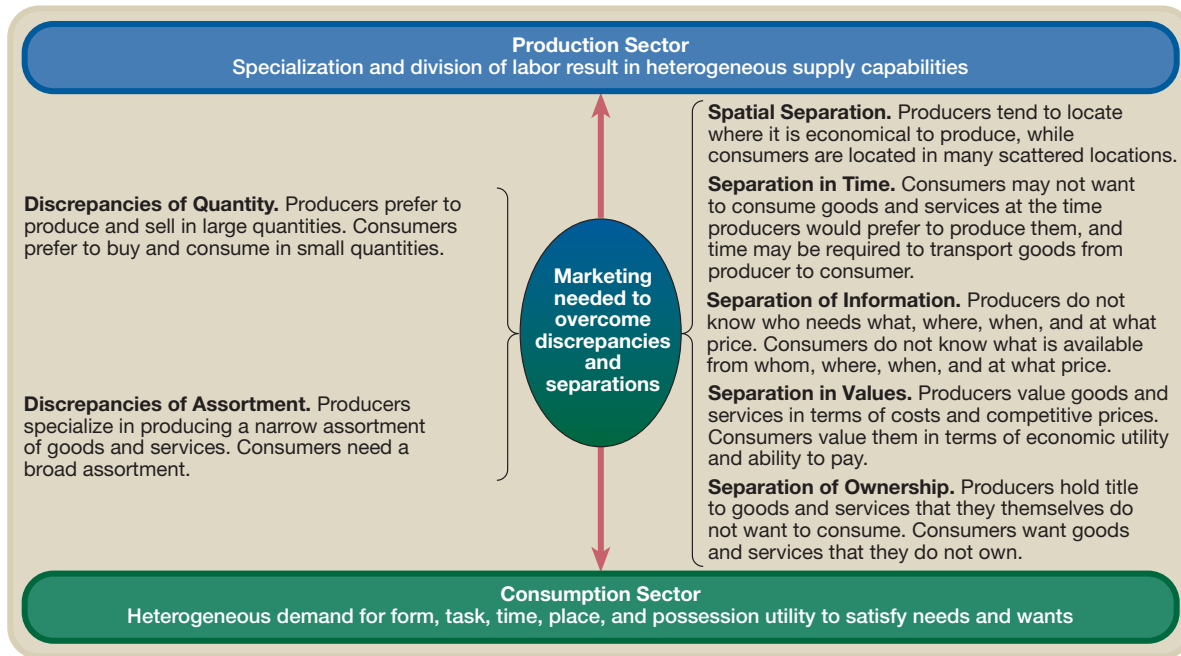 Production Sector
Specialization and division of labor result in heterogeneous supply capabilities
Discrepancies of Quantity. Producers prefer to
produce and sell in large quantities. Consumers
prefer to buy and consume in small quantities.
Discrepancies of Assortment. Producers
specialize in producing a narrow assortment
of goods and services. Consumers need a
broad assortment.
Marketing
needed to
overcome
discrepancies
and
separations
Spatial Separation. Producers tend to locate
where it is economical to produce, while
consumers are located in many scattered locations.
Separation in Time. Consumers may not want
to consume goods and services at the time
producers would prefer to produce them, and
time may be required to transport goods from
producer to consumer.
Separation of Information. Producers do not
know who needs what, where, when, and at what
price. Consumers do not know what is available
from whom, where, when, and at what price.
Separation in Values. Producers value goods and
services in terms of costs and competitive prices.
Consumers value them in terms of economic utility
and ability to pay.
Separation of Ownership. Producers hold title
to goods and services that they themselves do
not want to consume. Consumers want goods
and services that they do not own.
Consumption Sector
Heterogeneous demand for form, task, time, place, and possession utility to satisfy needs and wants